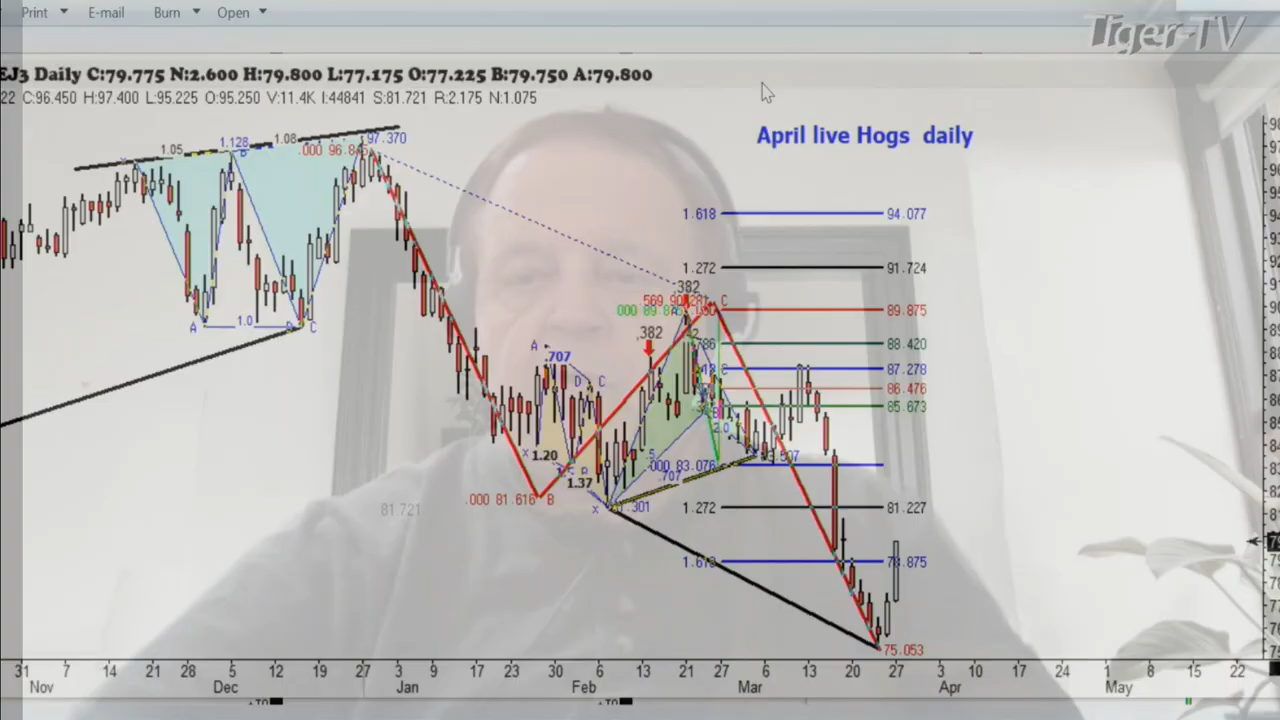 Print E-mail Burn Open
Tiger-TV
EJ3 Daily C:79.775 N:2.600 H:79.800 L:77.175 O:77.225 B:79.750 A:79.800
22 C:96.450 H:97.400 L:95.225 O:95.250 V:11.4K I:44841 S:81.721 R:2.175 N:1.075
April live Hogs daily
1.05
1.128
B
1.08
97.370
A
1.0
C
1.618 94.077
1.272 91.724
.382
C
89.875
.382
88.420
A
.707
D C
87.278
86.476
85.673
x
1.20
1.37
B
.5
.000 83.076
.707
.000 81.616 B
x
81.721
1.272 81.227
1.618
75.053
31 7 14 21 28 5 12 19 27 3 9 17 23 30 6 13 21 27 6 13 20 27 3 10 17 24 1 8 15 22
Nov Dec Jan Feb Mar Apr May